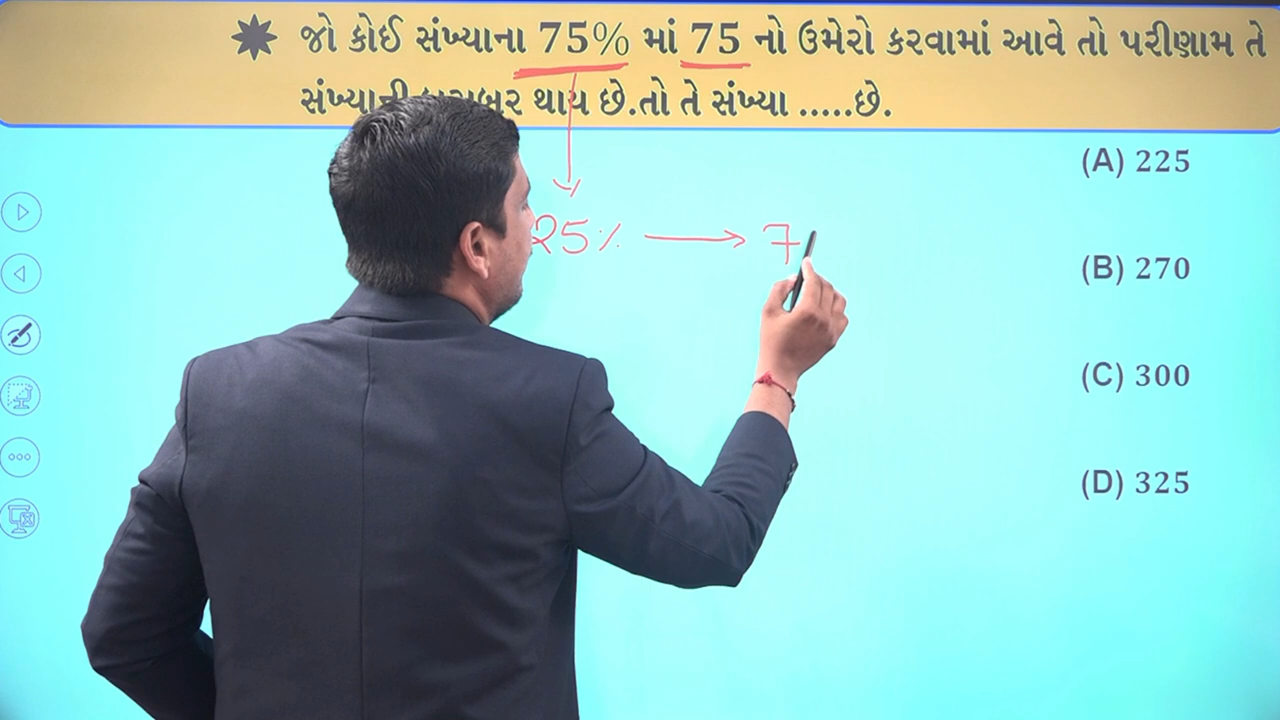 જો કોઈ સંખ્યાના 75% માં 75 નો ઉમેરો કરવામાં આવે તો પરીણામ તે
થાય છે.તો તે સંખ્યા .....છે.
(A) 225
25% → 7
(B) 270
(C) 300
(D) 325